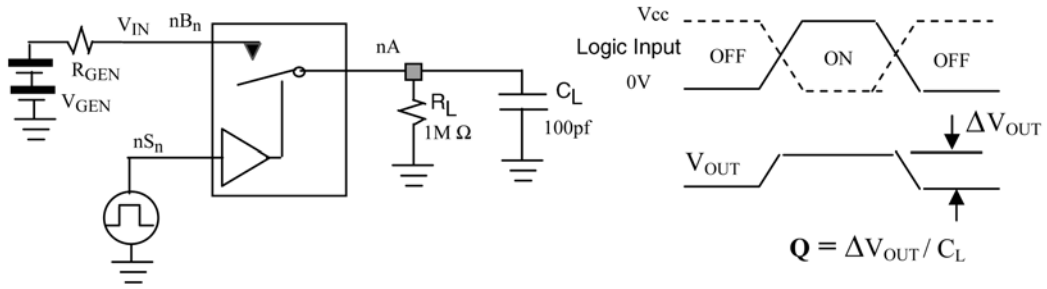 nBn
VIN
RGEN
VGEN
nSn
nA
RL
1M Ω
CL
100pf
Vcc
Logic Input
0V
OFF
ON
OFF
VOUT
ΔVOUT
Q = ΔVOUT / CL